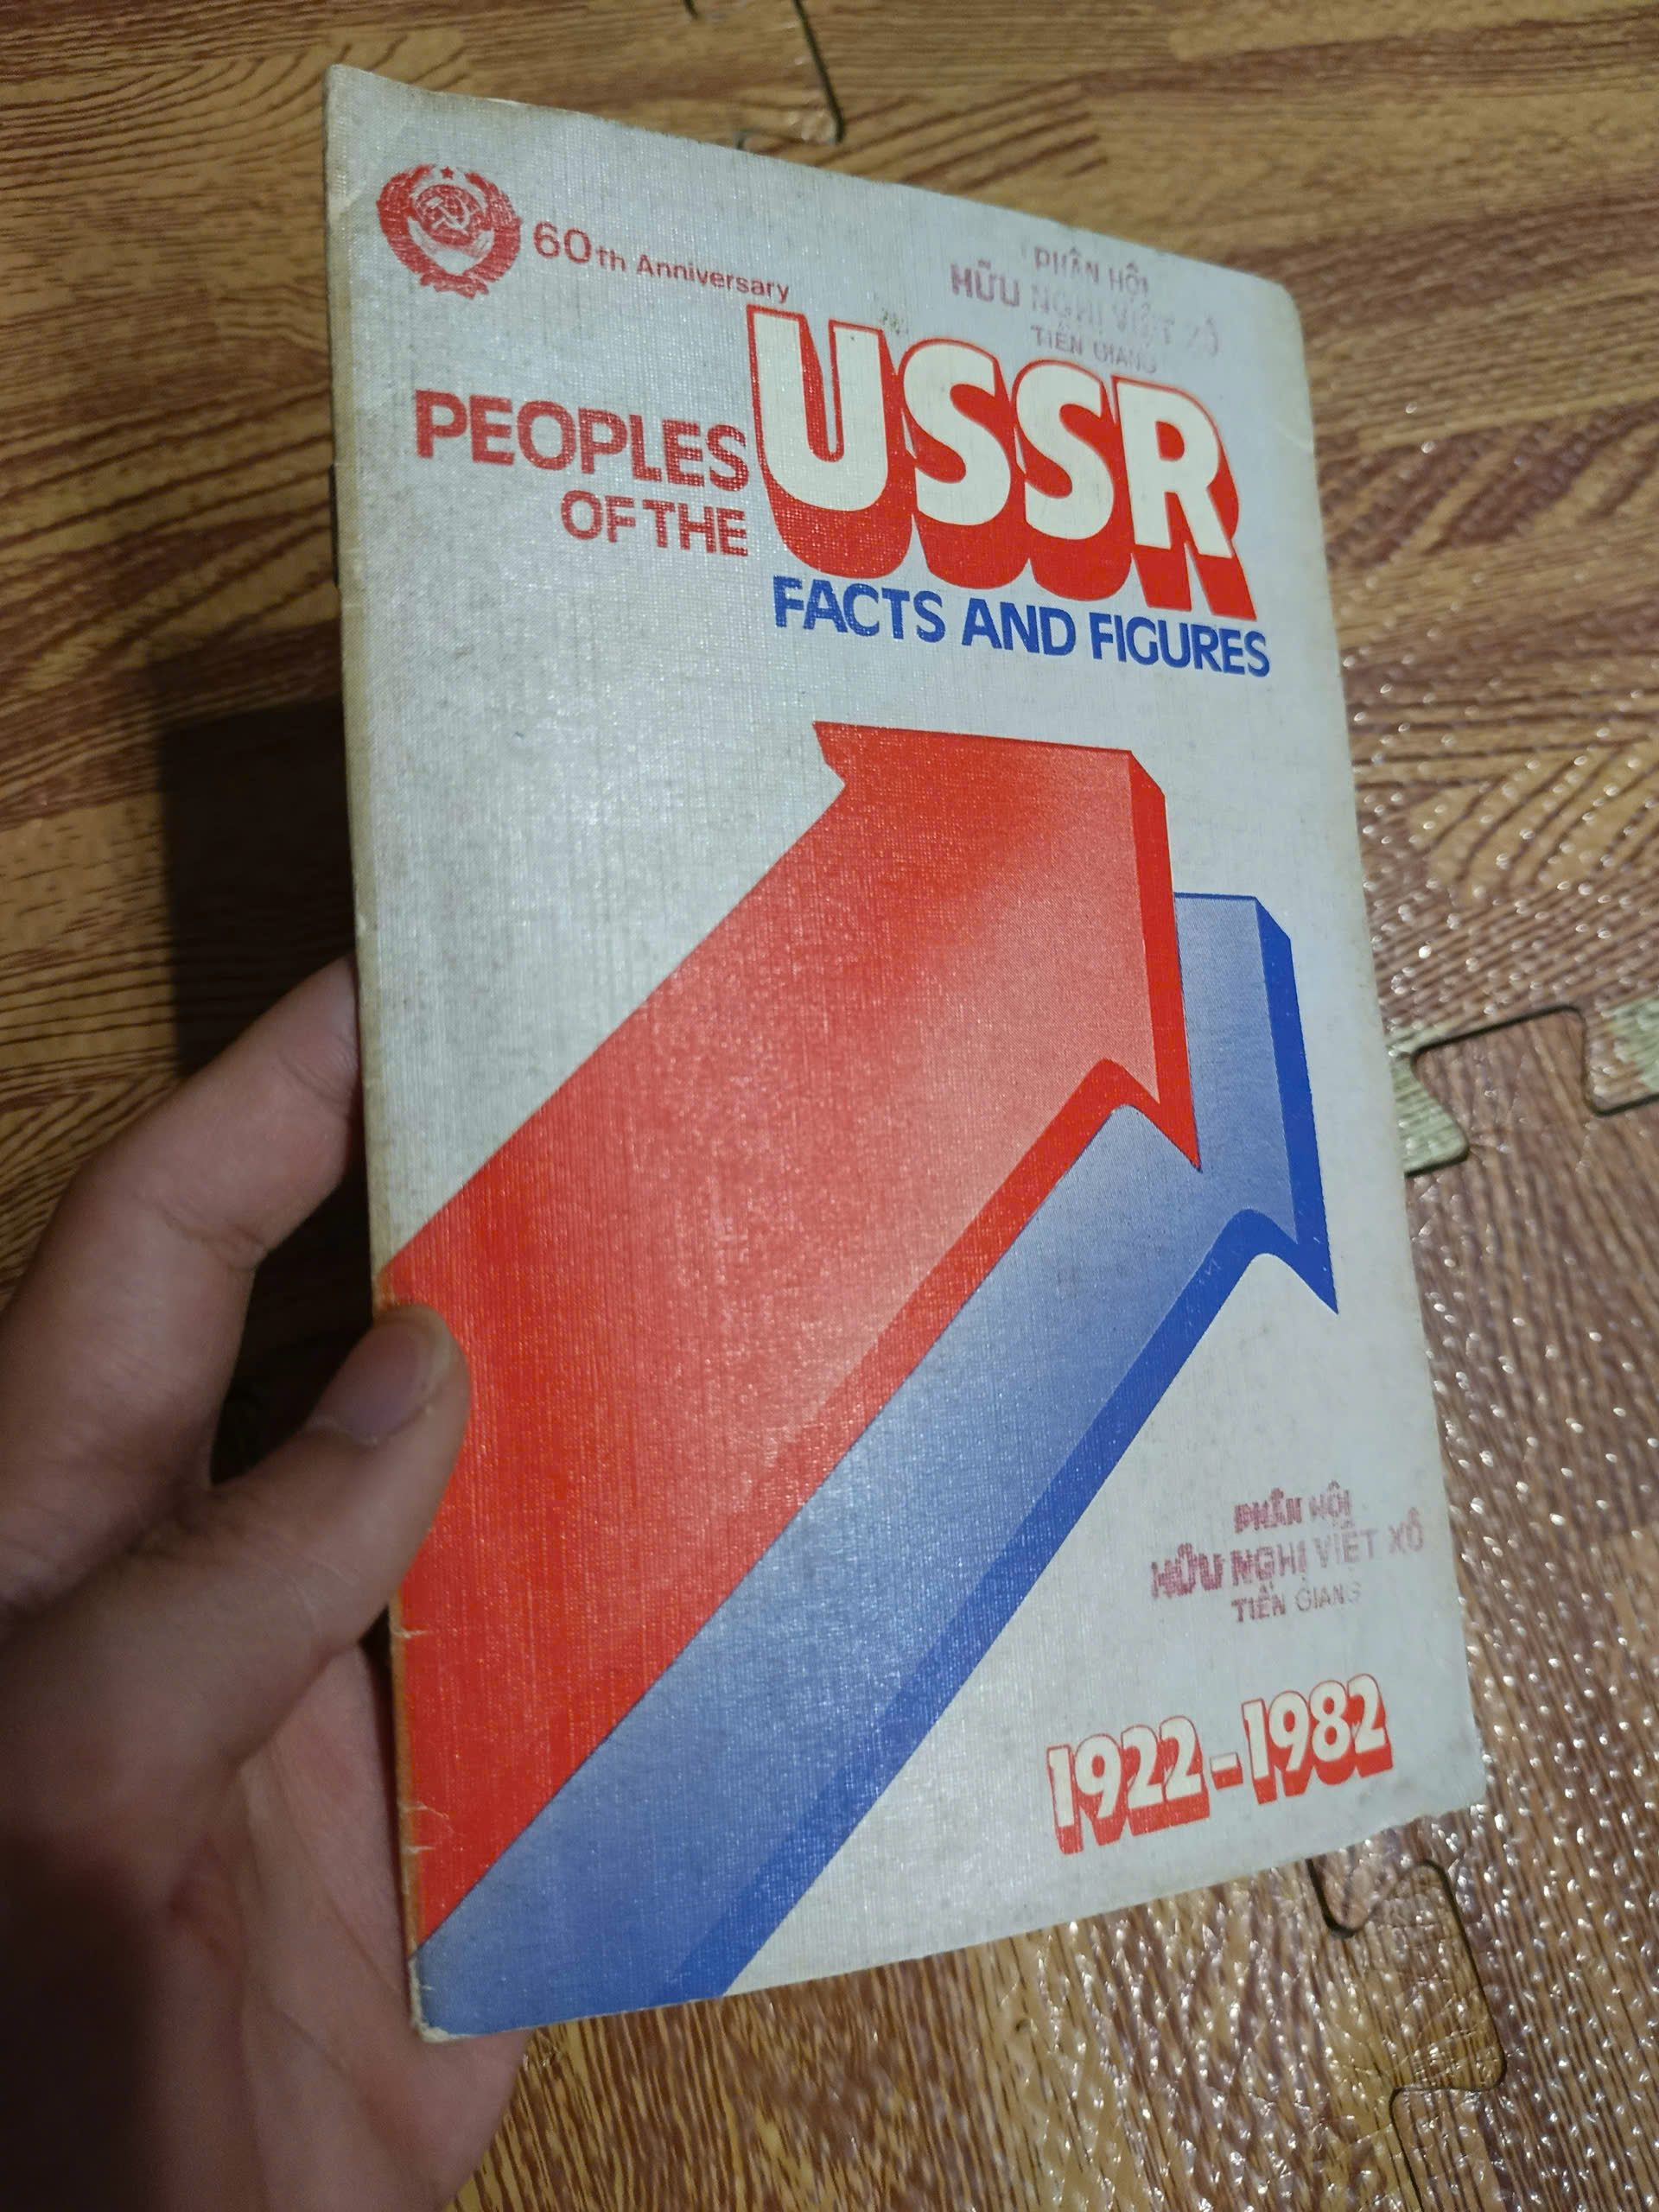 60th Anniversary
PHÂN HỘI
HỮU NGHỊ VIỆT XÔ
TIỀN GIANG
PEOPLES
OF THE
USSR
FACTS AND FIGURES
PHÂN HỘI
HỮU NGHỊ VIỆT XÔ
TIỀN GIANG
1922-1982